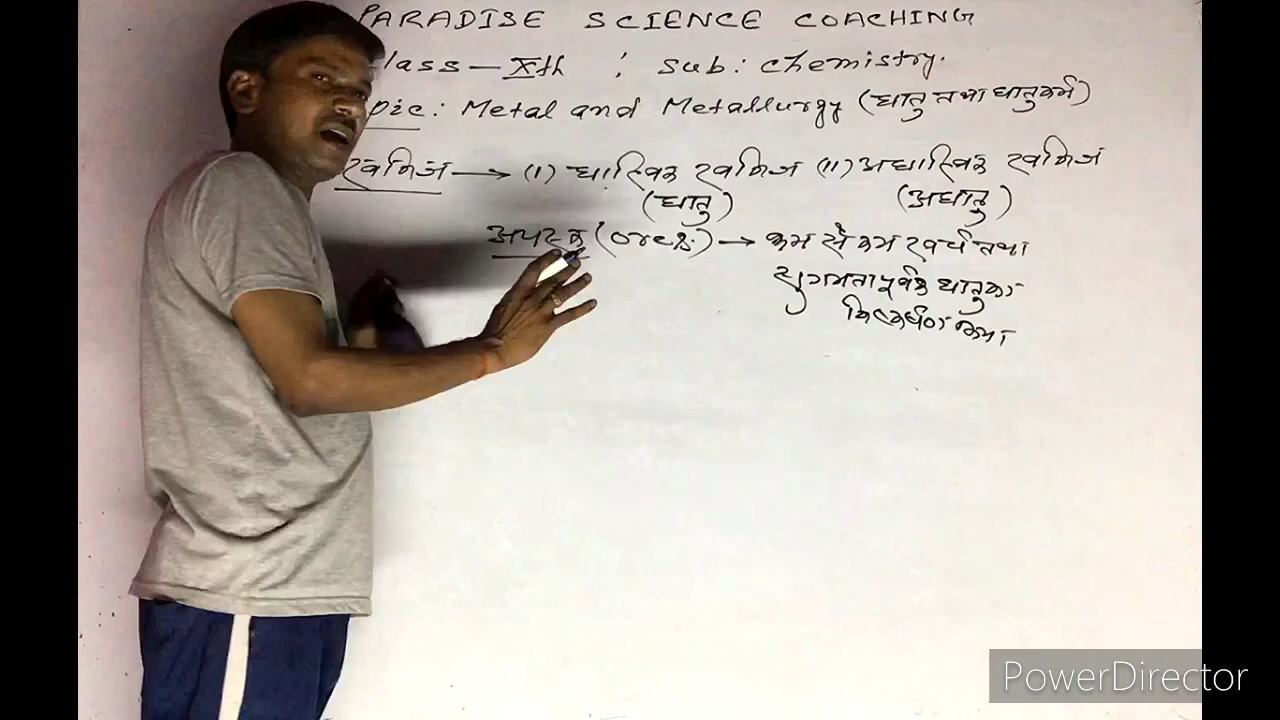 PARADISE SCIENCE COACHING
lass - Xth : Sub: Chemistry.
pic: Metal and Metallurgy (धातु तथा धातुकर्म)
खनिज → (I) धात्विक खनिज (II) अधात्विक खनिज
(धातु) (अधातु)
अयस्क (ores) → कम से कम खर्च तथा
सुगमतापूर्वक धातु का
निष्कर्षण किया
PowerDirector